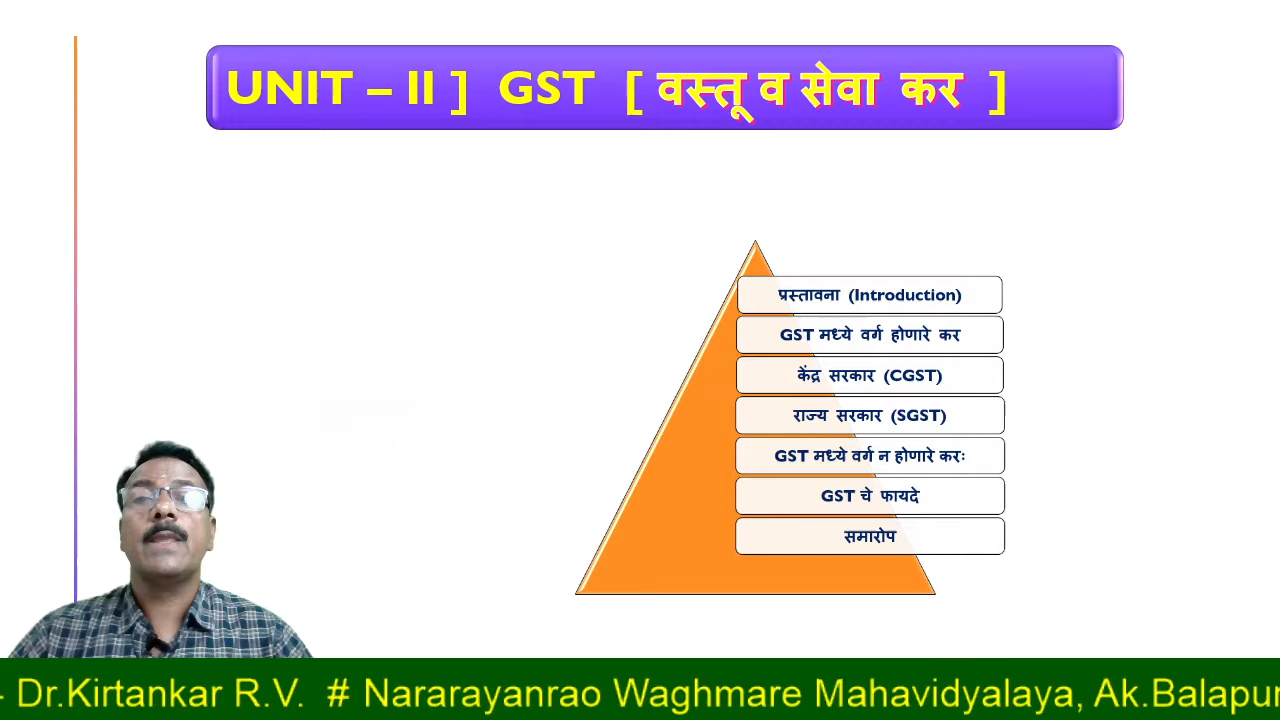 UNIT – II ] GST [ वस्तू व सेवा कर ]
प्रस्तावना (Introduction)
GST मध्ये वर्ग होणारे कर
केंद्र सरकार (CGST)
राज्य सरकार (SGST)
GST मध्ये वर्ग न होणारे करः
GST चे फायदे
समारोप
- Dr.Kirtankar R.V. # Nararayanrao Waghmare Mahavidyalaya, Ak.Balapur